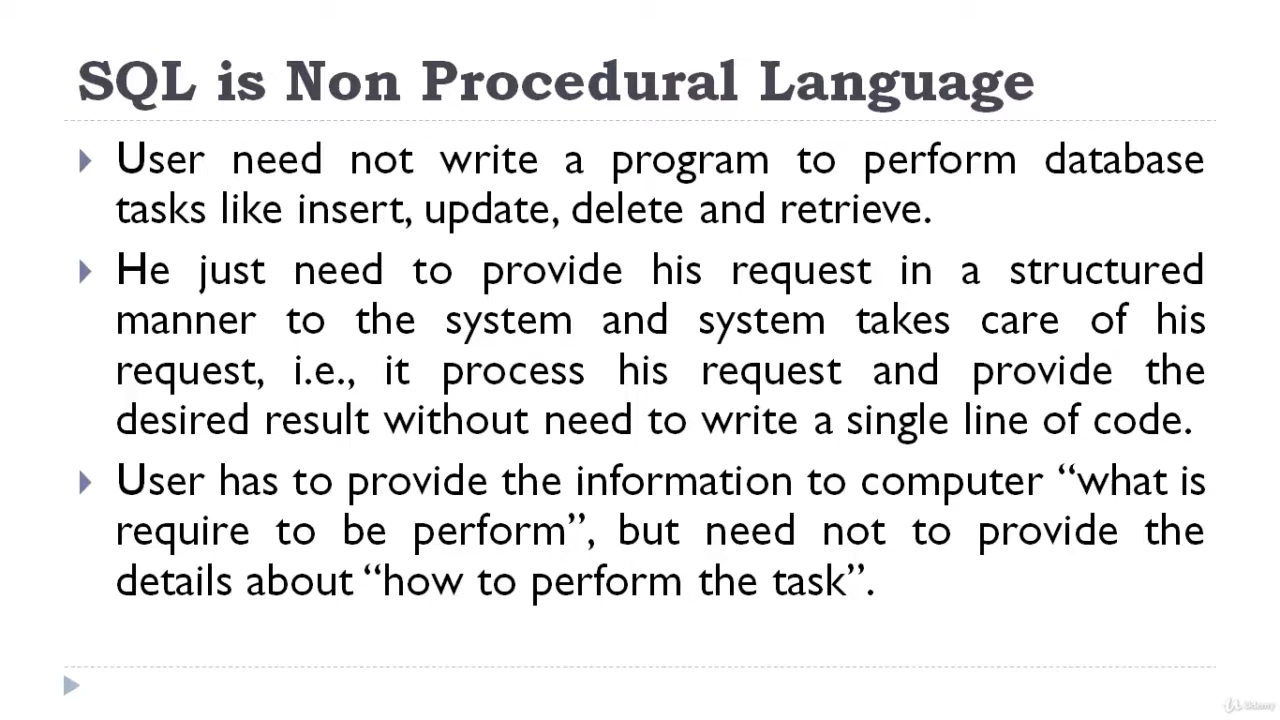 SQL is Non Procedural Language
User need not write a program to perform database
tasks like insert, update, delete and retrieve.
He just need to provide his request in a structured
manner to the system and system takes care of his
request, i.e., it process his request and provide the
desired result without need to write a single line of code.
User has to provide the information to computer “what is
require to be perform”, but need not to provide the
details about “how to perform the task”.
Udemy